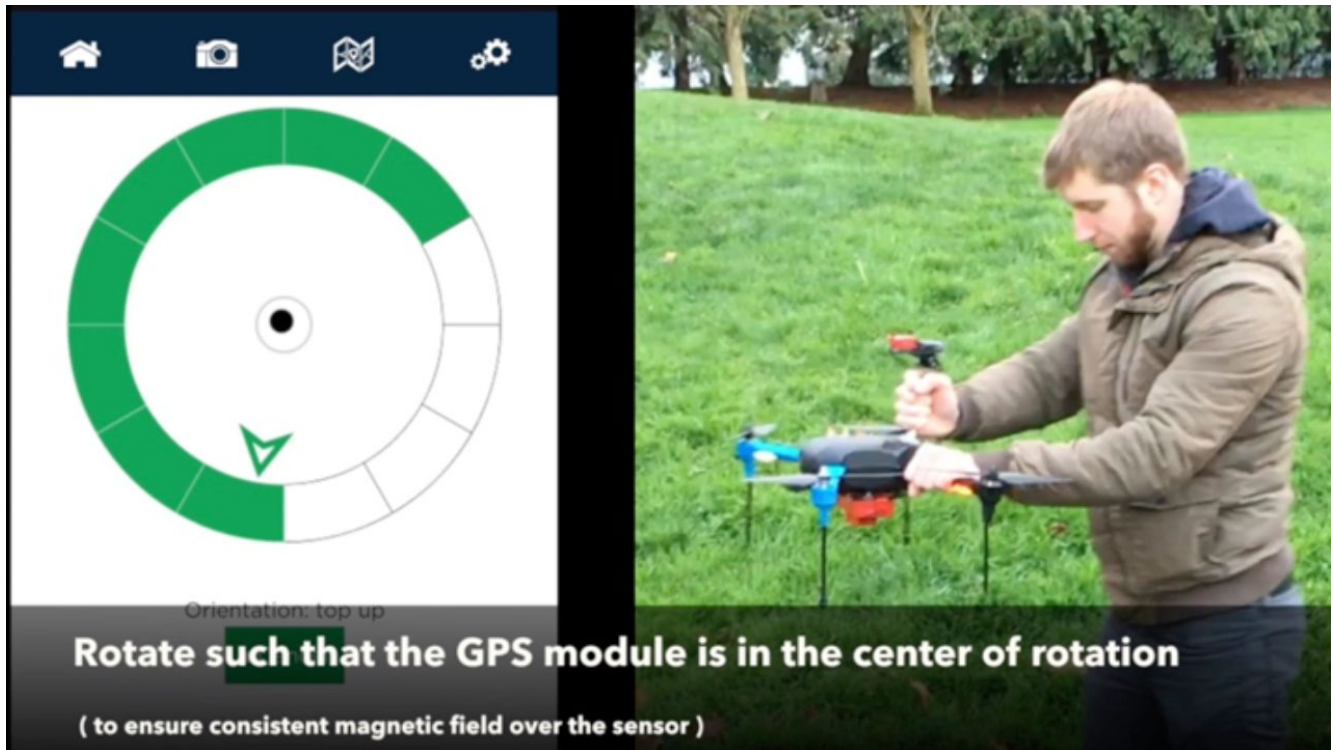 Orientation: top up
Rotate such that the GPS module is in the center of rotation
( to ensure consistent magnetic field over the sensor )